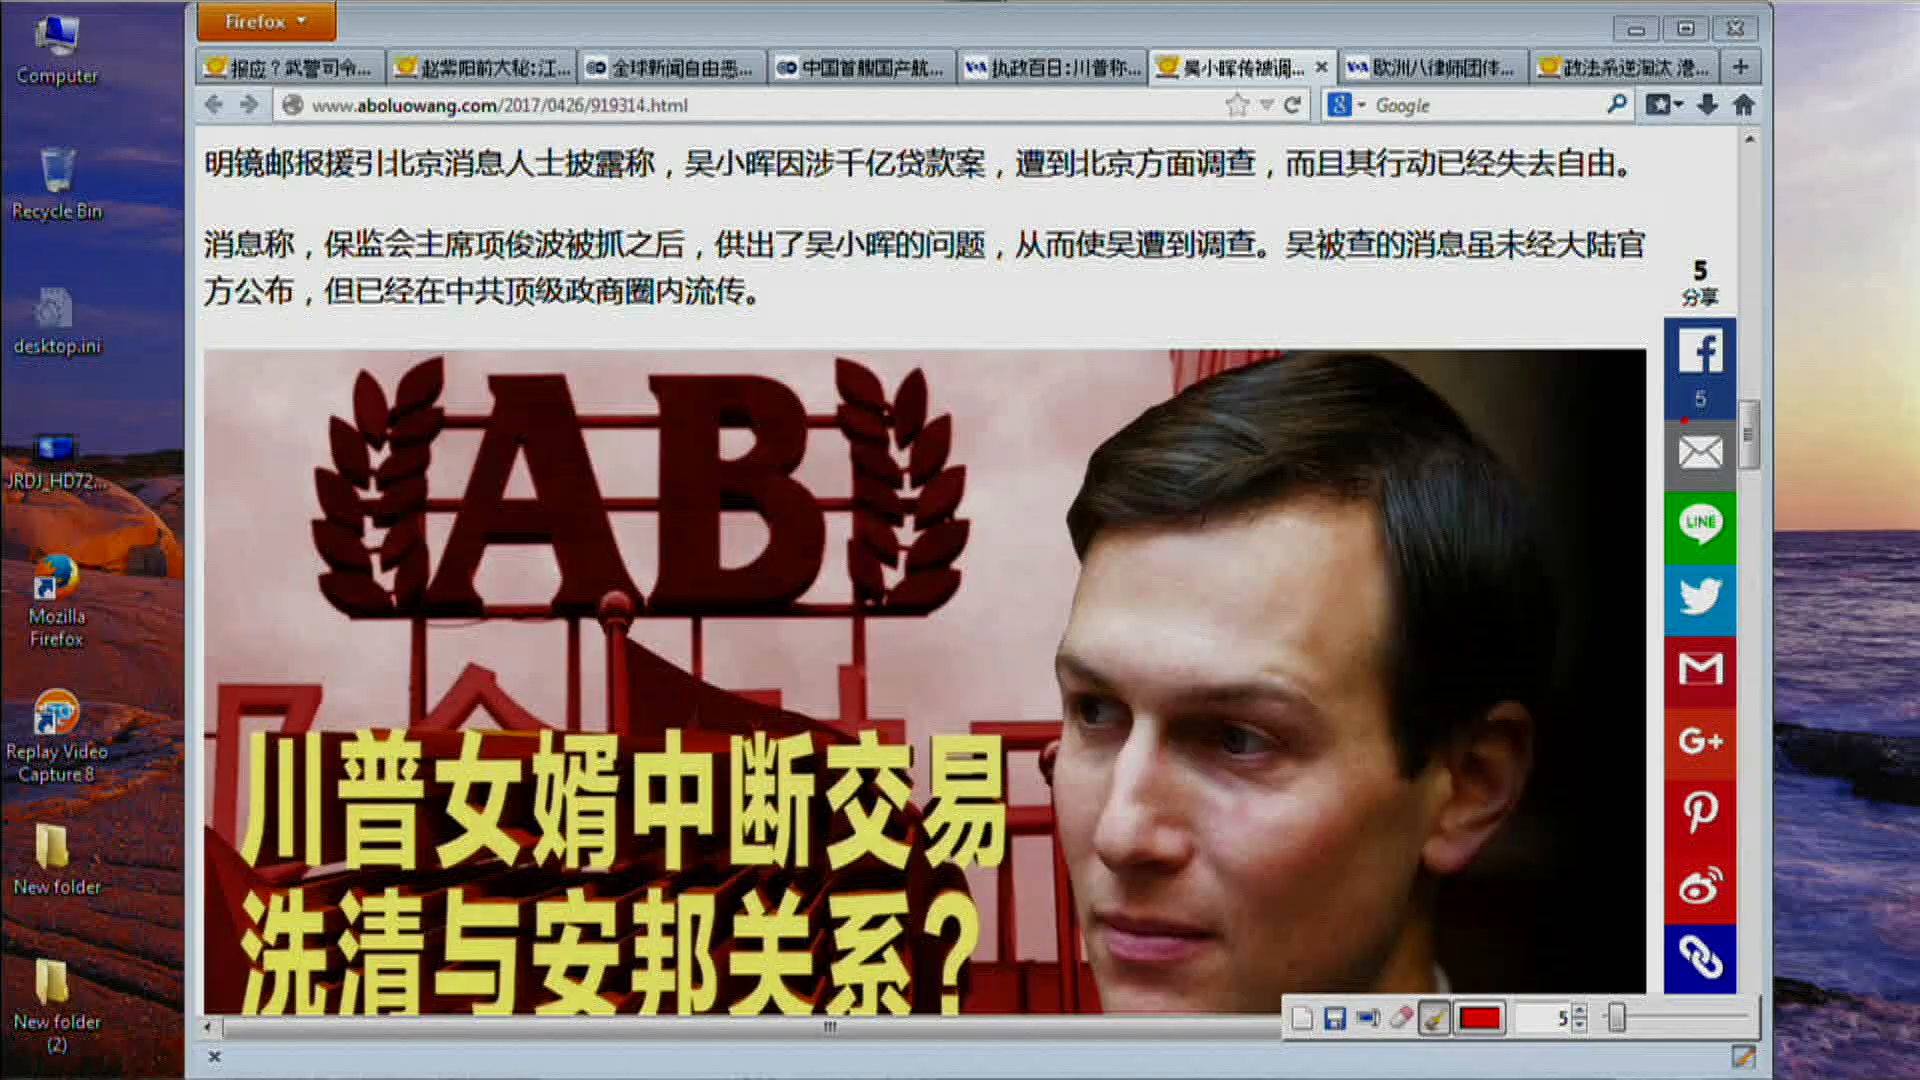 Firefox
Computer
报应？武警司令...
赵紫阳前大秘:江...
全球新闻自由恶...
中国首艘国产航...
执政百日:川普称...
吴小晖传被调...
欧洲八律师团体...
政法系逆淘汰 港...
www.aboluowang.com/2017/0426/919314.html
Google
明镜邮报援引北京消息人士披露称，吴小晖因涉千亿贷款案，遭到北京方面调查，而且其行动已经失去自由。
Recycle Bin
消息称，保监会主席项俊波被抓之后，供出了吴小晖的问题，从而使吴遭到调查。吴被查的消息虽未经大陆官
方公布，但已经在中共顶级政商圈内流传。
5
分享
desktop.ini
5
AB
JRDJ_HD72...
LINE
Mozilla
Firefox
G+
Replay Video
Capture 8
川普女婿中断交易
洗清与安邦关系?
New folder
New folder
(2)
5